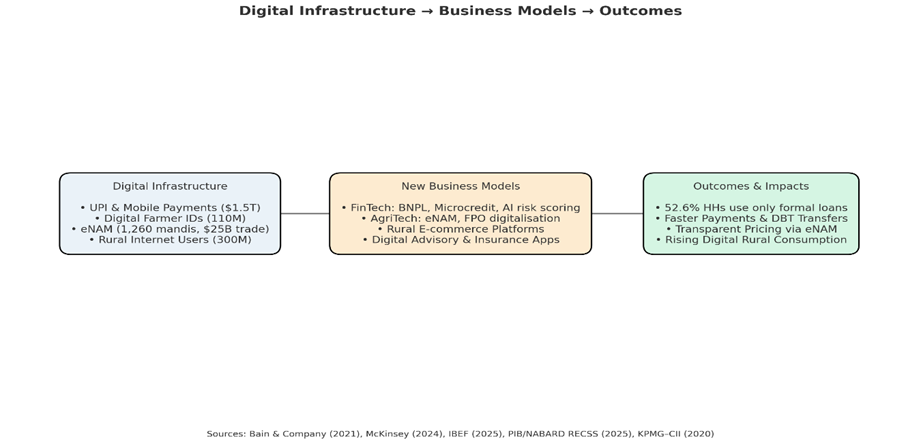 Digital Infrastructure → Business Models → Outcomes
Digital Infrastructure
• UPI & Mobile Payments ($1.5T)
• Digital Farmer IDs (110M)
• eNAM (1,260 mandis, $25B trade)
• Rural Internet Users (300M)
New Business Models
• FinTech: BNPL, Microcredit, AI risk scoring
• AgriTech: eNAM, FPO digitalisation
• Rural E-commerce Platforms
• Digital Advisory & Insurance Apps
Outcomes & Impacts
• 52.6% HHs use only formal loans
• Faster Payments & DBT Transfers
• Transparent Pricing via eNAM
• Rising Digital Rural Consumption
Sources: Bain & Company (2021), McKinsey (2024), IBEF (2025), PIB/NABARD RECSS (2025), KPMG–CII (2020)